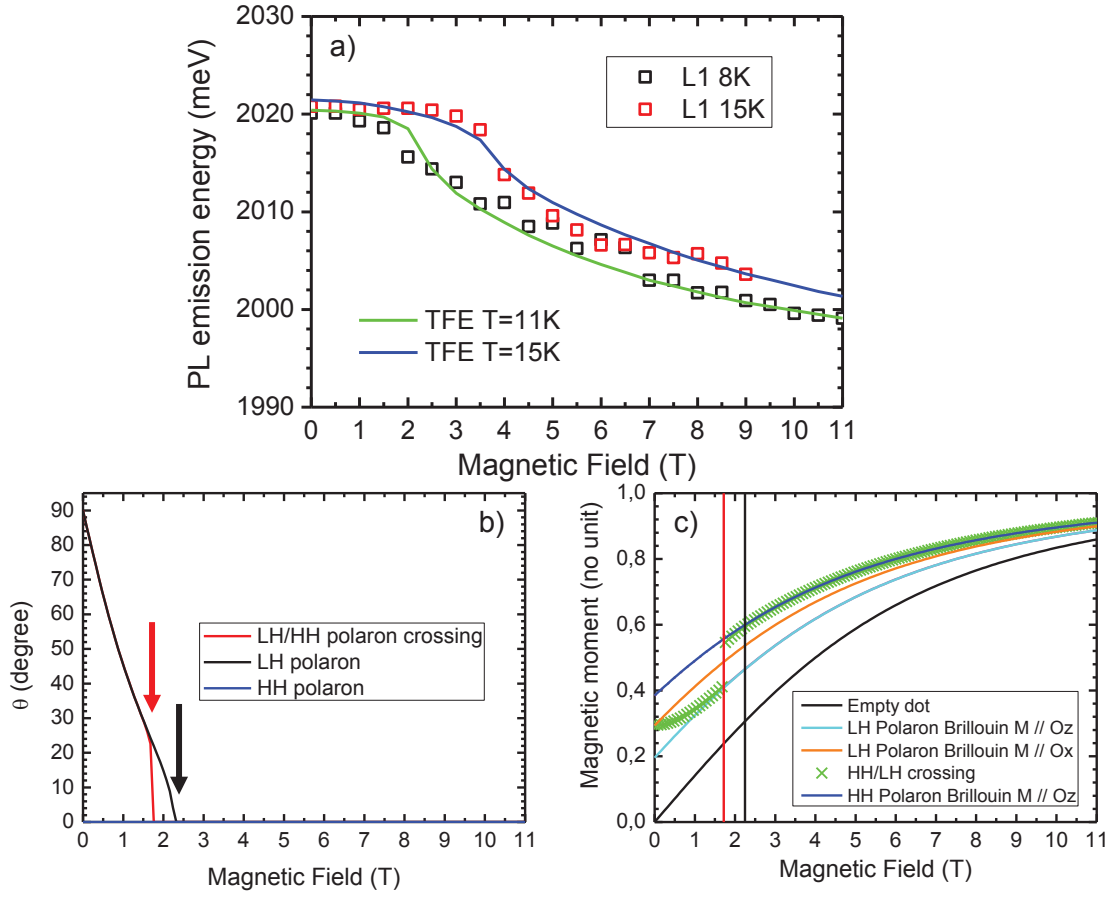 a)
2030
2020
2010
2000
1990
PL emission energy (meV)
L1 8K
L1 15K
TFE T=11K
TFE T=15K
0 1 2 3 4 5 6 7 8 9 10 11
Magnetic Field (T)
b)
90
80
70
60
50
40
30
20
10
0
θ (degree)
LH/HH polaron crossing
LH polaron
HH polaron
0 1 2 3 4 5 6 7 8 9 10 11
Magnetic Field (T)
c)
1,0
0,8
0,6
0,4
0,2
0,0
Magnetic moment (no unit)
Empty dot
LH Polaron Brillouin M // Oz
LH Polaron Brillouin M // Ox
HH/LH crossing
HH Polaron Brillouin M // Oz
0 1 2 3 4 5 6 7 8 9 10 11
Magnetic Field (T)